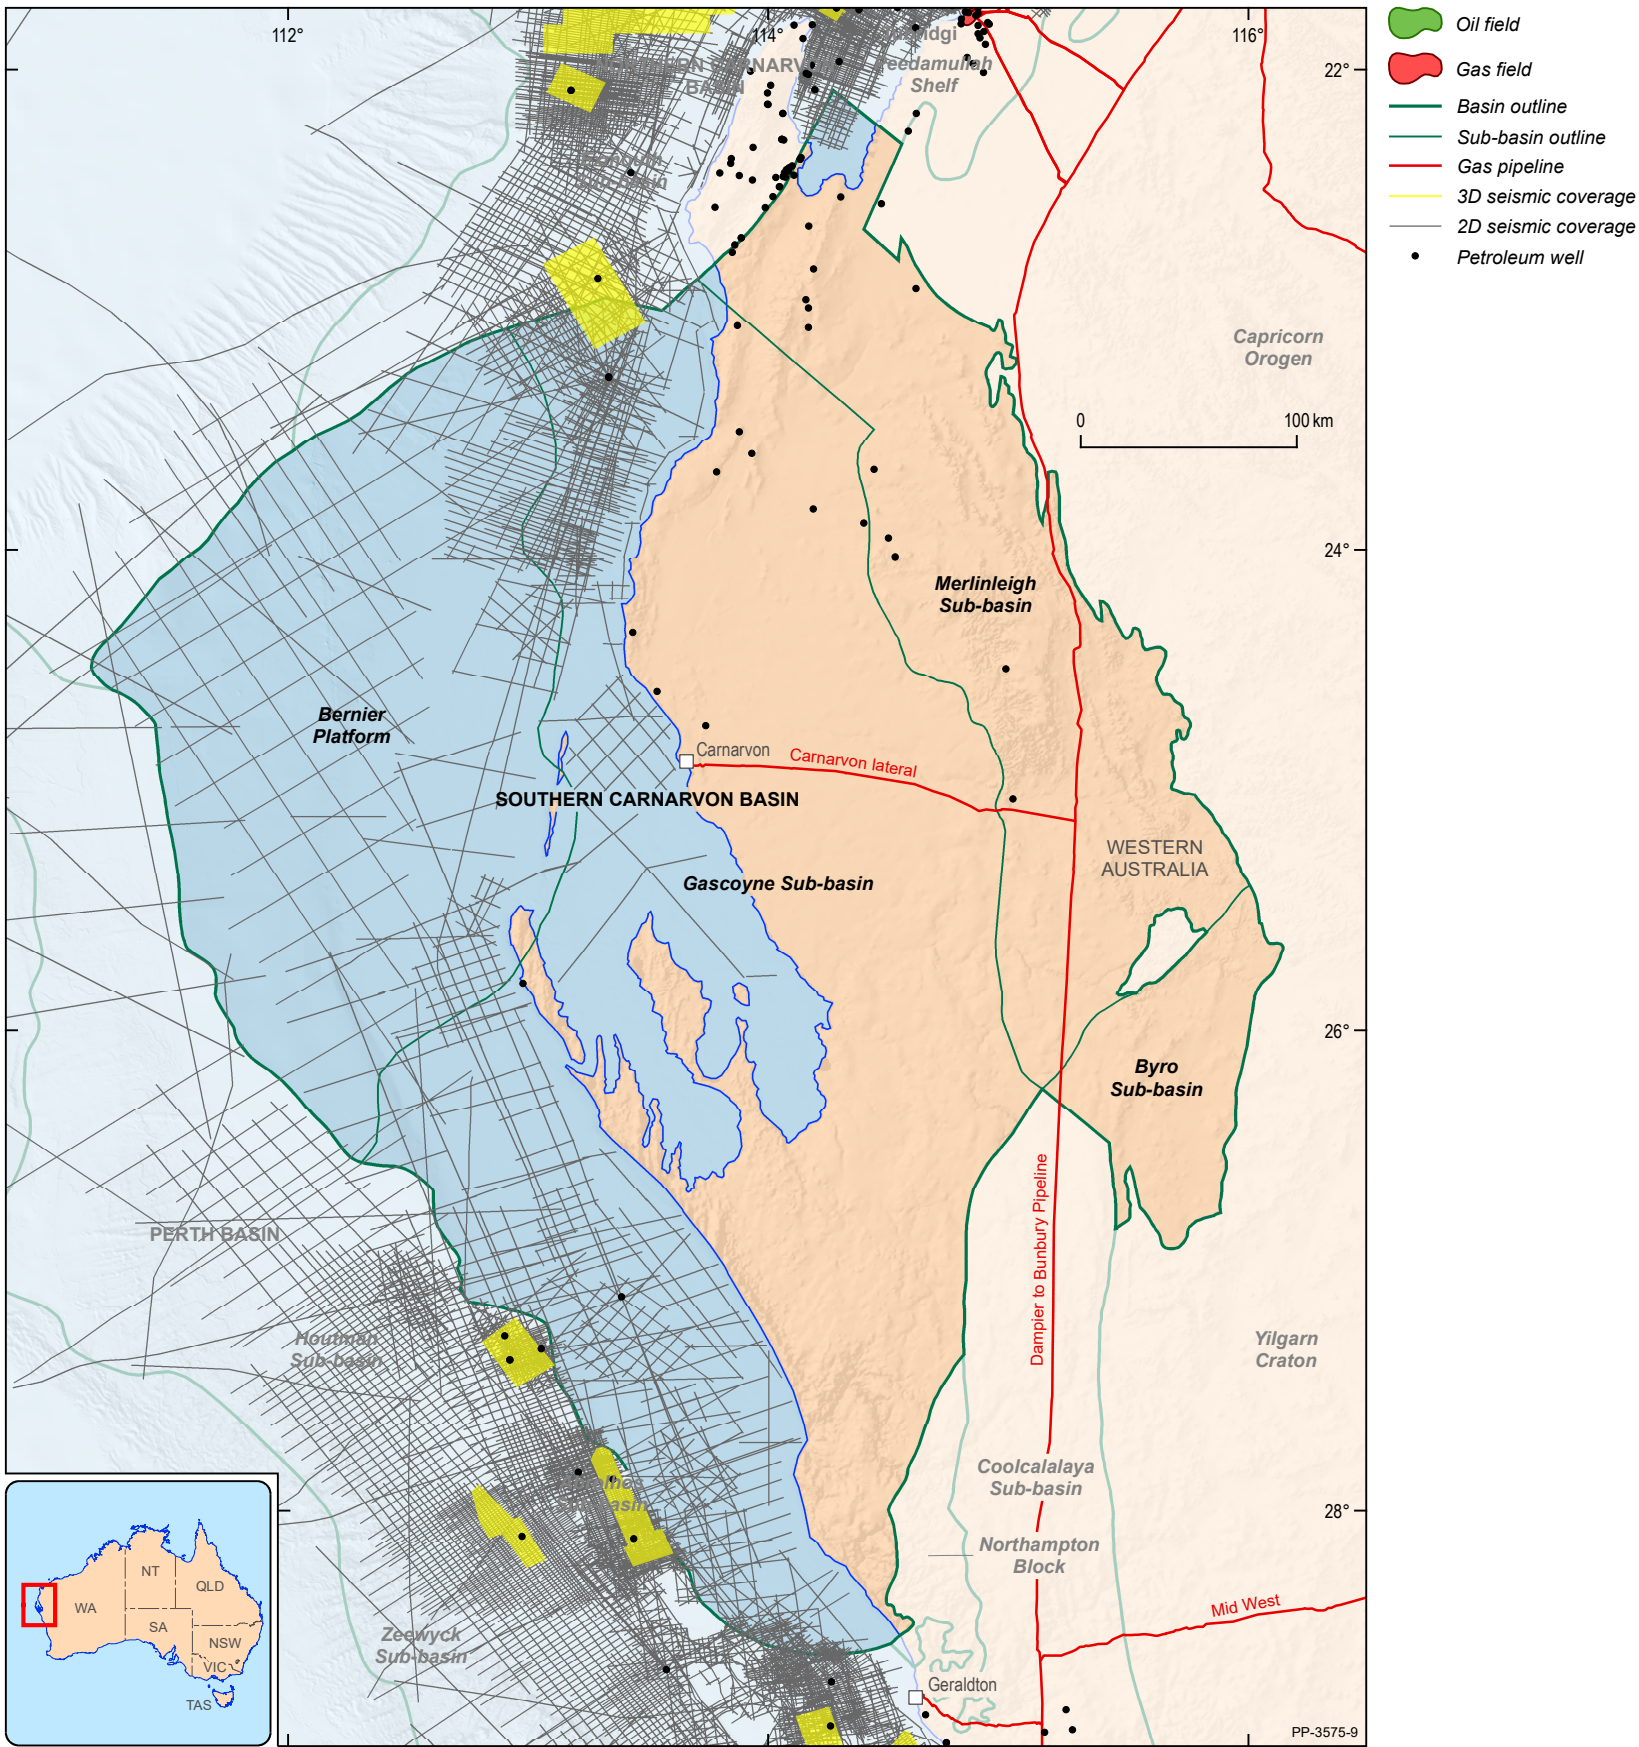 112°
114°
116°
22°
24°
26°
28°
Oil field
Gas field
Basin outline
Sub-basin outline
Gas pipeline
3D seismic coverage
2D seismic coverage
Petroleum well
BASIN
Shelf
Capricorn
Orogen
0
100 km
Merlinleigh
Sub-basin
Bernier
Platform
Carnarvon
Carnarvon lateral
SOUTHERN CARNARVON BASIN
WESTERN
AUSTRALIA
Gascoyne Sub-basin
Byro
Sub-basin
PERTH BASIN
Dampier to Bunbury Pipeline
Houtman
Sub-basin
Yilgarn
Craton
Coolcalalaya
Sub-basin
Northampton
Block
Mid West
Zeewyck
Sub-basin
Geraldton
NT
QLD
WA
SA
NSW
VIC
TAS
PP-3575-9